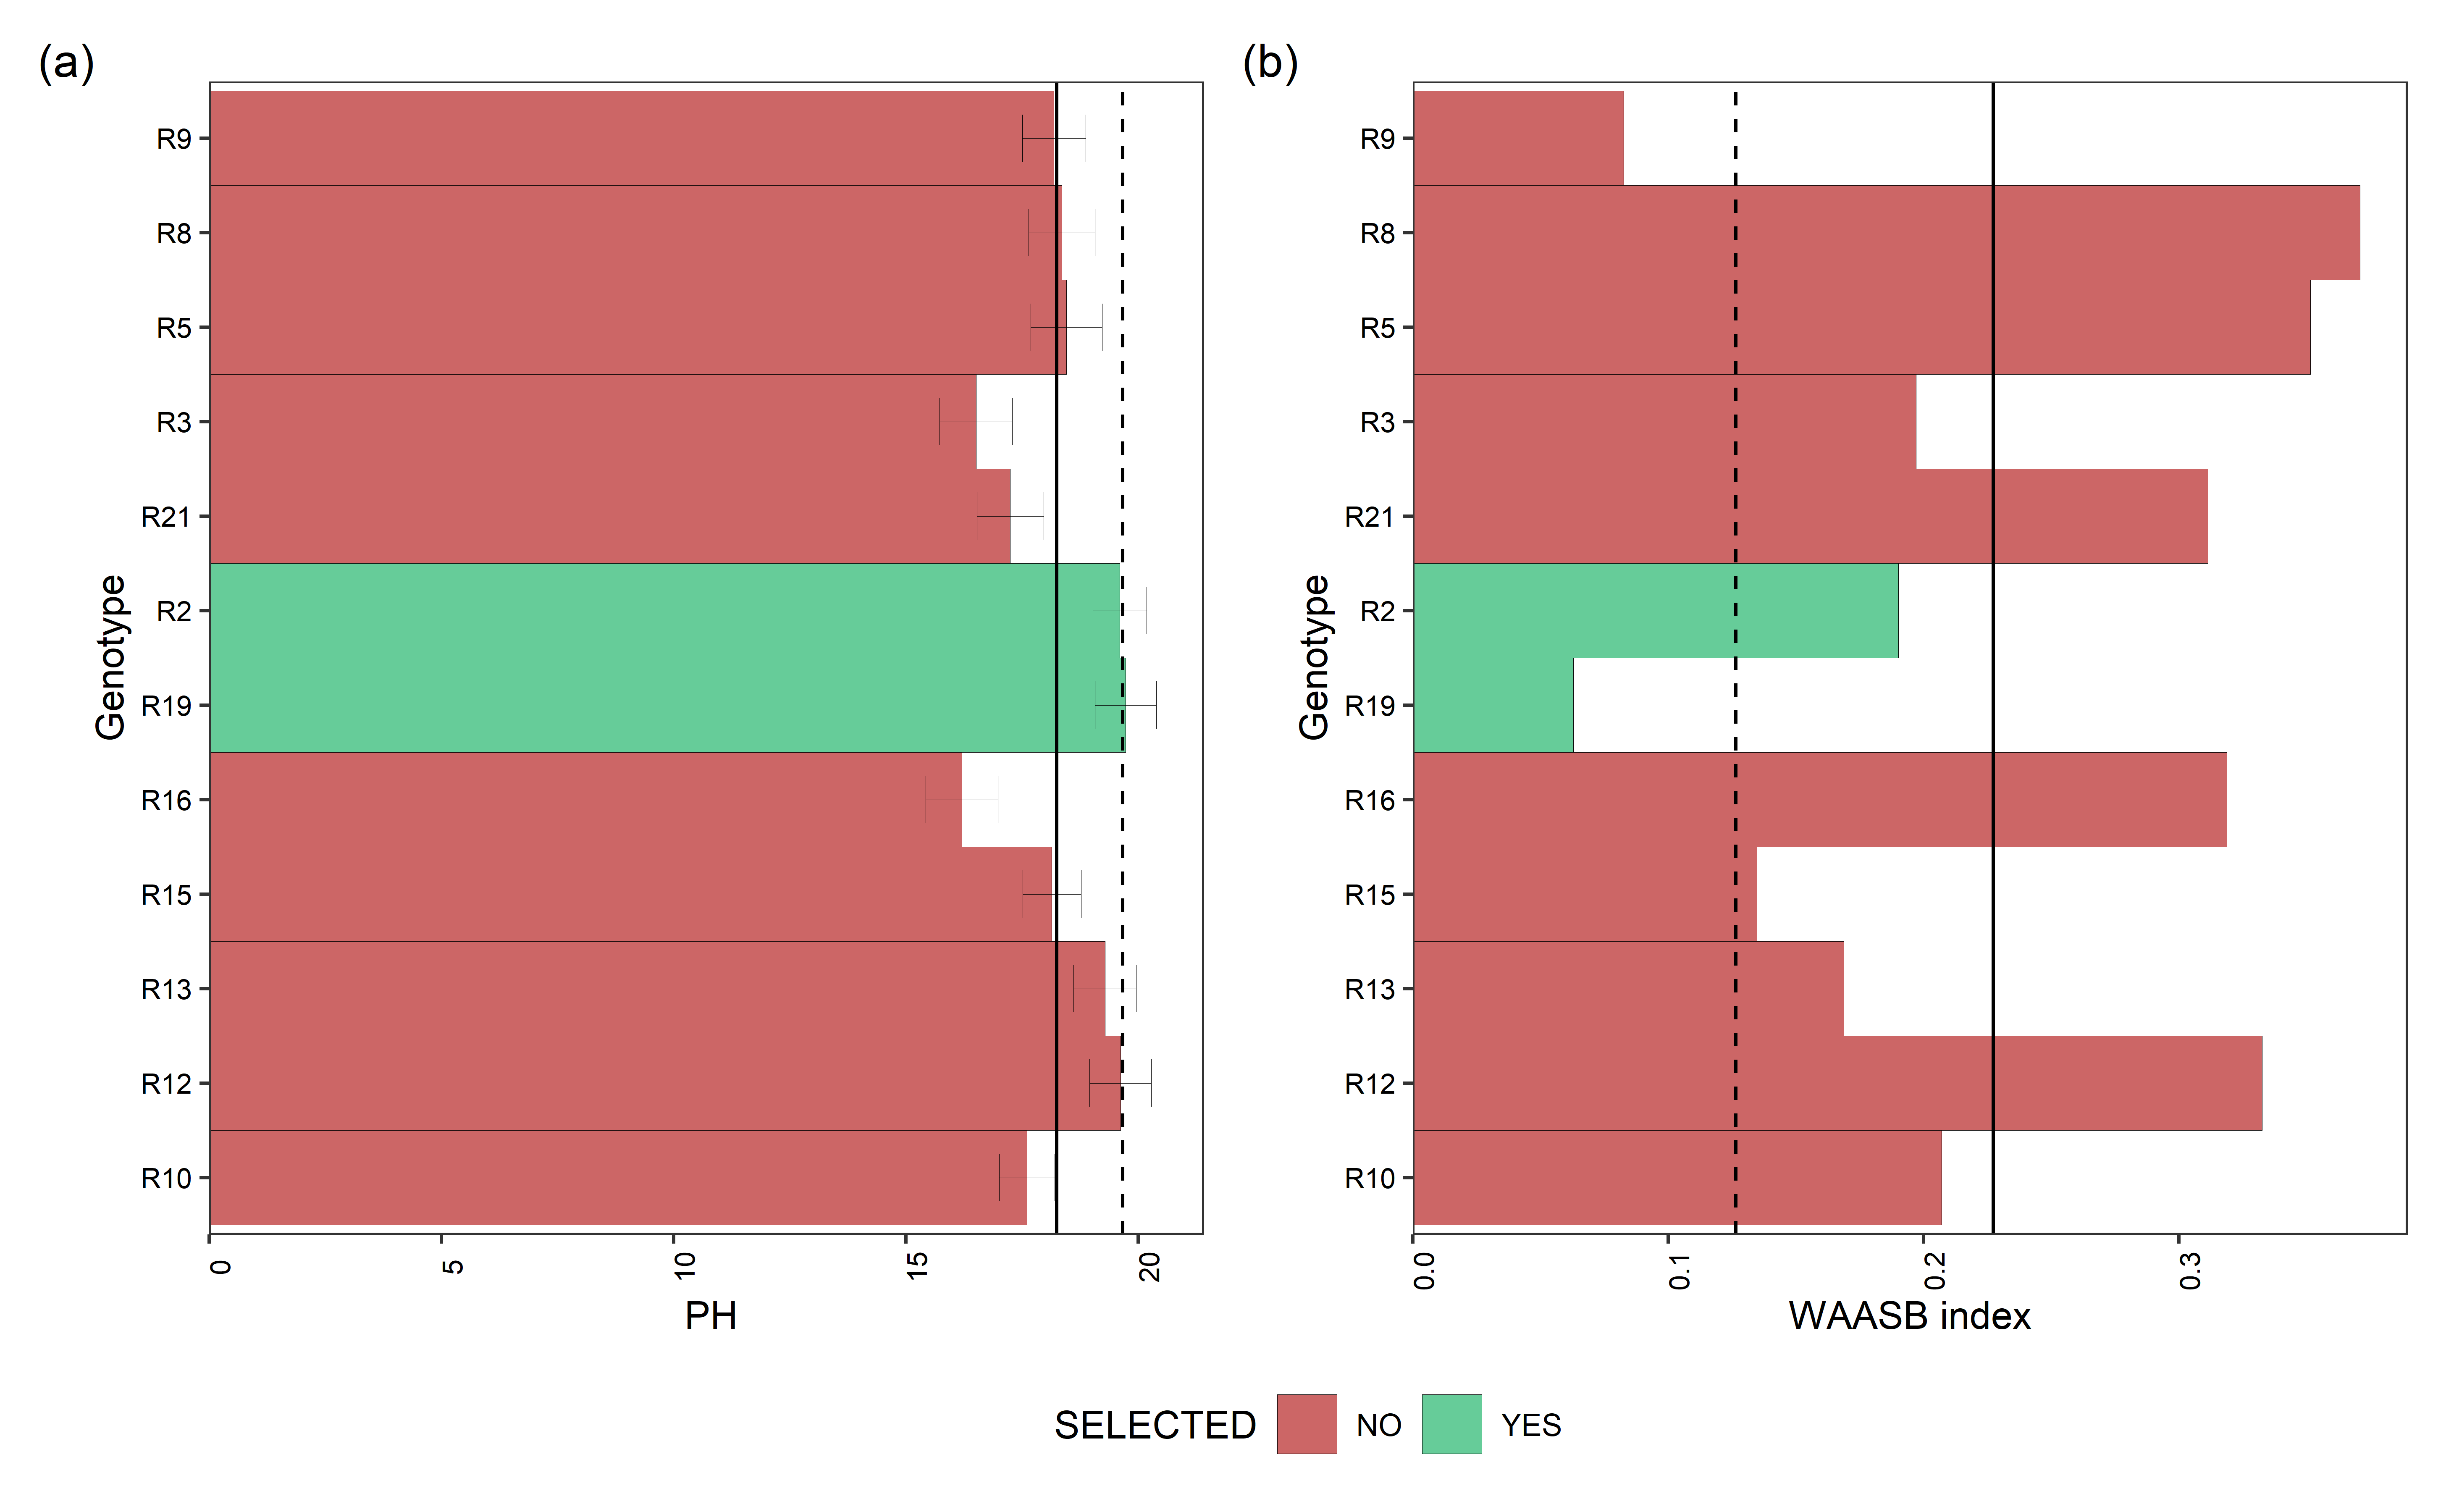 (a)
Genotype
R9
R8
R5
R3
R21
R2
R19
R16
R15
R13
R12
R10
0
5
10
15
20
PH
(b)
Genotype
R9
R8
R5
R3
R21
R2
R19
R16
R15
R13
R12
R10
0.0
0.1
0.2
0.3
WAASB index
SELECTED NO YES